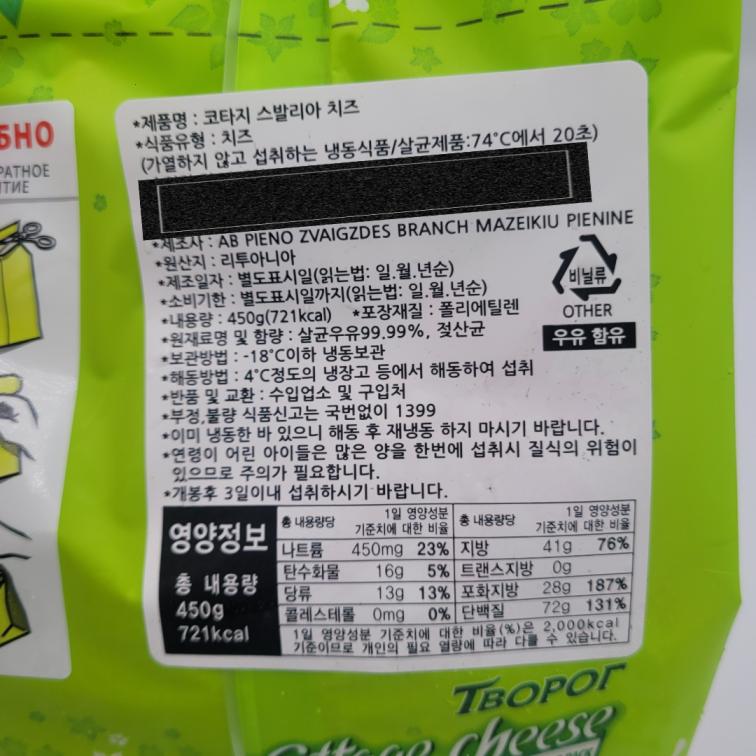 БНО
РАТНОЕ
ТИЕ
*제품명 : 코타지 스발리아 치즈
*식품유형 : 치즈
(가열하지 않고 섭취하는 냉동식품/살균제품:74°C에서 20초)
*제조사 : AB PIENO ZVAIGZDES BRANCH MAZEIKIU PIENINE
*원산지 : 리투아니아
*제조일자 : 별도표시일(읽는법: 일.월.년순)
*소비기한 : 별도표시일까지(읽는법: 일.월.년순)
*내용량 : 450g(721kcal) *포장재질 : 폴리에틸렌
*원재료명 및 함량 : 살균우유99.99%, 젖산균
*보관방법 : -18°C이하 냉동보관
*해동방법 : 4°C정도의 냉장고 등에서 해동하여 섭취
*반품 및 교환 : 수입업소 및 구입처
*부정,불량 식품신고는 국번없이 1399
*이미 냉동한 바 있으니 해동 후 재냉동 하지 마시기 바랍니다.
*연령이 어린 아이들은 많은 양을 한번에 섭취시 질식의 위험이
있으므로 주의가 필요합니다.
*개봉후 3일이내 섭취하시기 바랍니다.
비닐류
OTHER
우유 함유
영양정보
총 내용량
450g
721kcal
총 내용량당 1일 영양성분 기준치에 대한 비율 총 내용량당 1일 영양성분 기준치에 대한 비율
나트륨 450mg 23% 지방 41g 76%
탄수화물 16g 5% 트랜스지방 0g
당류 13g 13% 포화지방 28g 187%
콜레스테롤 0mg 0% 단백질 72g 131%
1일 영양성분 기준치에 대한 비율(%)은 2,000kcal
기준이므로 개인의 필요 열량에 따라 다를 수 있습니다.
ТВОРОГ
Cottage cheese